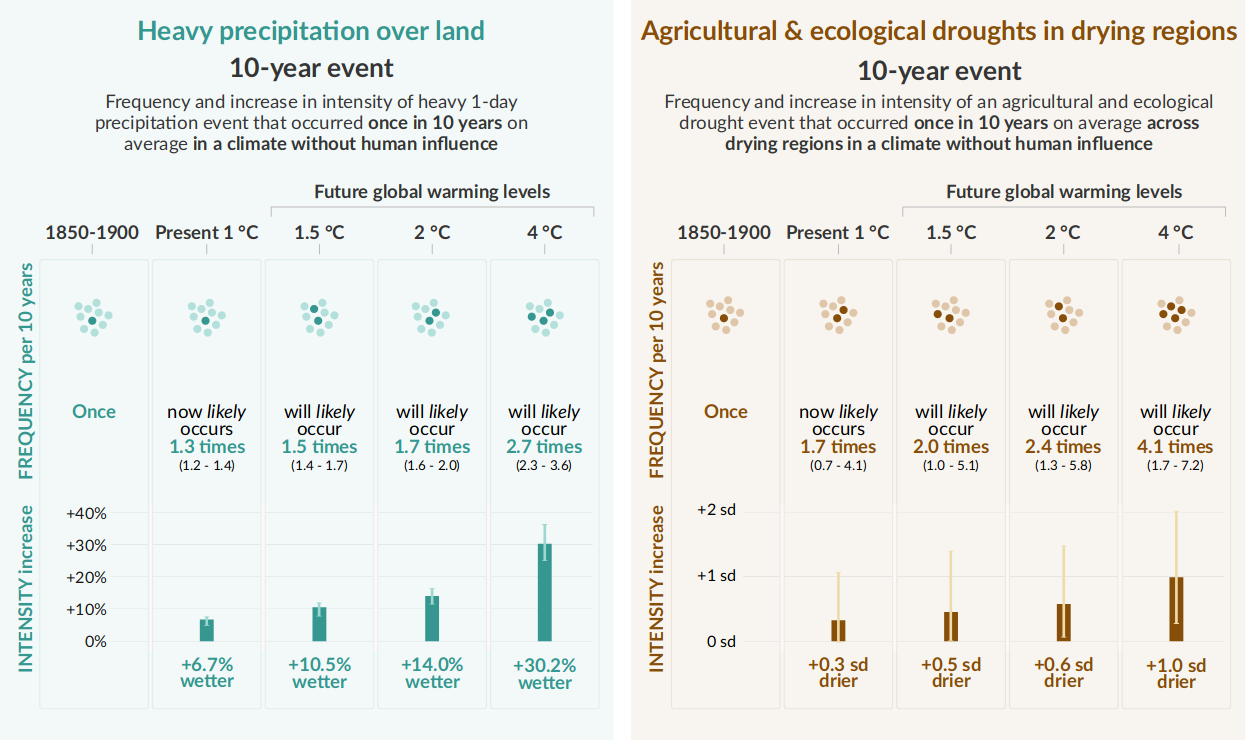 Heavy precipitation over land
10-year event
Frequency and increase in intensity of heavy 1-day
precipitation event that occurred once in 10 years on
average in a climate without human influence
Future global warming levels
1850-1900 Present 1 °C 1.5 °C 2 °C 4 °C
FREQUENCY per 10 years
Once
now likely occurs 1.3 times (1.2 - 1.4)
will likely occur 1.5 times (1.4 - 1.7)
will likely occur 1.7 times (1.6 - 2.0)
will likely occur 2.7 times (2.3 - 3.6)
INTENSITY increase
+40%
+30%
+20%
+10%
0%
+6.7% wetter
+10.5% wetter
+14.0% wetter
+30.2% wetter
Agricultural & ecological droughts in drying regions
10-year event
Frequency and increase in intensity of an agricultural and ecological
drought event that occurred once in 10 years on average across
drying regions in a climate without human influence
Future global warming levels
1850-1900 Present 1 °C 1.5 °C 2 °C 4 °C
FREQUENCY per 10 years
Once
now likely occurs 1.7 times (0.7 - 4.1)
will likely occur 2.0 times (1.0 - 5.1)
will likely occur 2.4 times (1.3 - 5.8)
will likely occur 4.1 times (1.7 - 7.2)
INTENSITY increase
+2 sd
+1 sd
0 sd
+0.3 sd drier
+0.5 sd drier
+0.6 sd drier
+1.0 sd drier